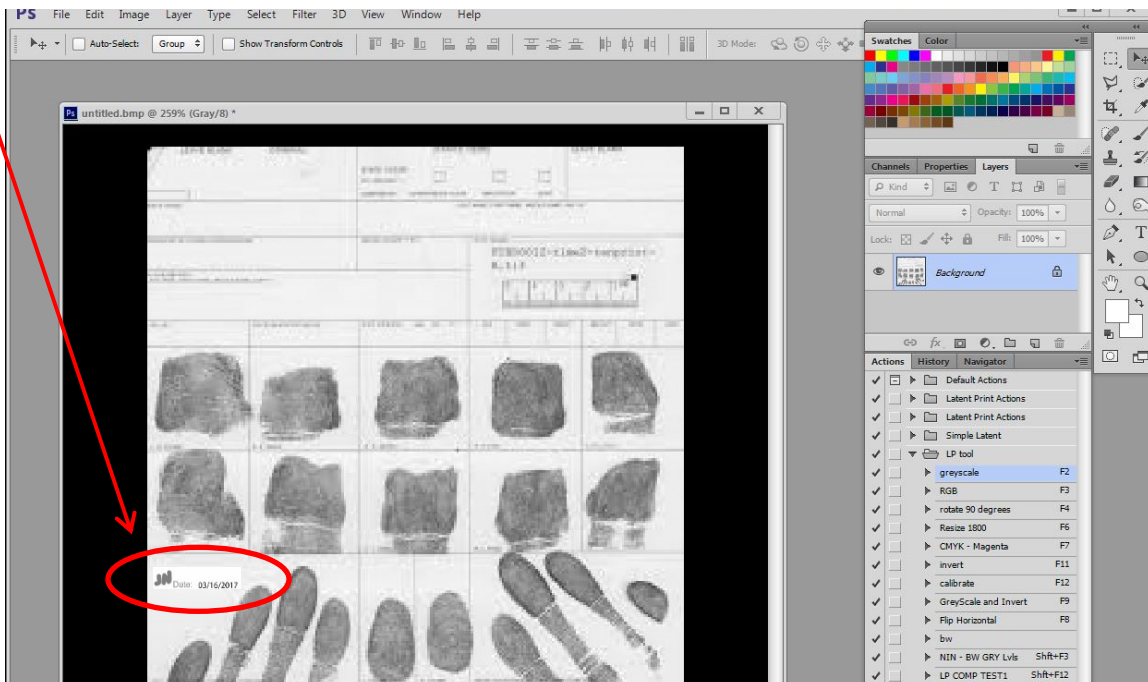 PS File Edit Image Layer Type Select Filter 3D View Window Help
Auto-Select: Group Show Transform Controls 3D Mode:
untitled.bmp @ 259% (Gray/8) *
JN Date: 03/16/2017
Swatches Color
Channels Properties Layers
Kind
Normal Opacity: 100%
Lock: Fill: 100%
Background
fx
Actions History Navigator
Default Actions
Latent Print Actions
Latent Print Actions
Simple Latent
LP tool
greyscale F2
RGB F3
rotate 90 degrees F4
Resize 1800 F6
CMYK - Magenta F7
invert F11
calibrate F12
GreyScale and Invert F9
Flip Horizontal F8
bw
NIN - BW GRY Lvls Shft+F3
LP COMP TEST1 Shft+F12